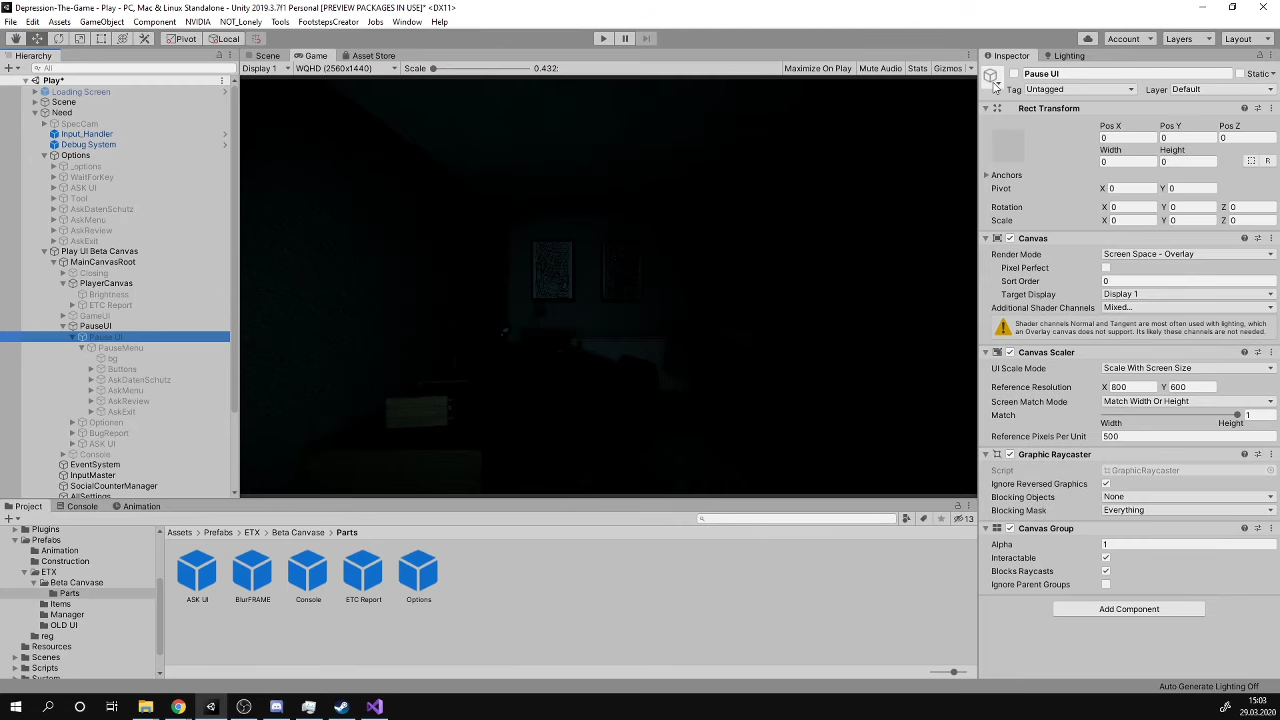 Depression-The-Game - Play - PC, Mac & Linux Standalone - Unity 2019.3.7f1 Personal [PREVIEW PACKAGES IN USE]* <DX11>
File Edit Assets GameObject Component NVIDIA NOT_Lonely Tools FootstepsCreator Jobs Window Help
Pivot Local Account Layers Layout
Hierarchy Scene Game Asset Store Inspector Lighting
All Display 1 WQHD (2560x1440) Scale 0.432: Maximize On Play Mute Audio Stats Gizmos
Play*
Loading Screen
Scene
Need
SpecCam
Input_Handler
Debug System
Options
_options
WaitForKey
ASK UI
Tool
AskDatenSchutz
AskMenu
AskReview
AskExit
Play UI Beta Canvas
MainCanvasRoot
Closing
PlayerCanvas
Brightness
ETC Report
GameUI
PauseUI
Pause UI
PauseMenu
bg
Buttons
AskDatenSchutz
AskMenu
AskReview
AskExit
Optionen
BugReport
ASK UI
Console
EventSystem
InputMaster
SocialCounterManager
AllSettings
Pause UI Static
Tag Untagged Layer Default
Rect Transform
Pos X Pos Y Pos Z
0 0 0
Width Height
0 0 R
Anchors
Pivot X 0 Y 0
Rotation X 0 Y 0 Z 0
Scale X 0 Y 0 Z 0
Canvas
Render Mode Screen Space - Overlay
Pixel Perfect
Sort Order 0
Target Display Display 1
Additional Shader Channels Mixed...
Shader channels Normal and Tangent are most often used with lighting, which
an Overlay canvas does not support. Its likely these channels are not needed.
Canvas Scaler
UI Scale Mode Scale With Screen Size
Reference Resolution X 800 Y 600
Screen Match Mode Match Width Or Height
Match 1
Width Height
Reference Pixels Per Unit 500
Graphic Raycaster
Script GraphicRaycaster
Ignore Reversed Graphics
Blocking Objects None
Blocking Mask Everything
Canvas Group
Alpha 1
Interactable
Blocks Raycasts
Ignore Parent Groups
Add Component
Project Console Animation
13
Plugins
Prefabs
Animation
Construction
ETX
Beta Canvase
Parts
Items
Manager
OLD UI
reg
Resources
Scenes
Scripts
Assets Prefabs ETX Beta Canvase Parts
ASK UI BlurFRAME Console ETC Report Options
Auto Generate Lighting Off
15:03
29.03.2020